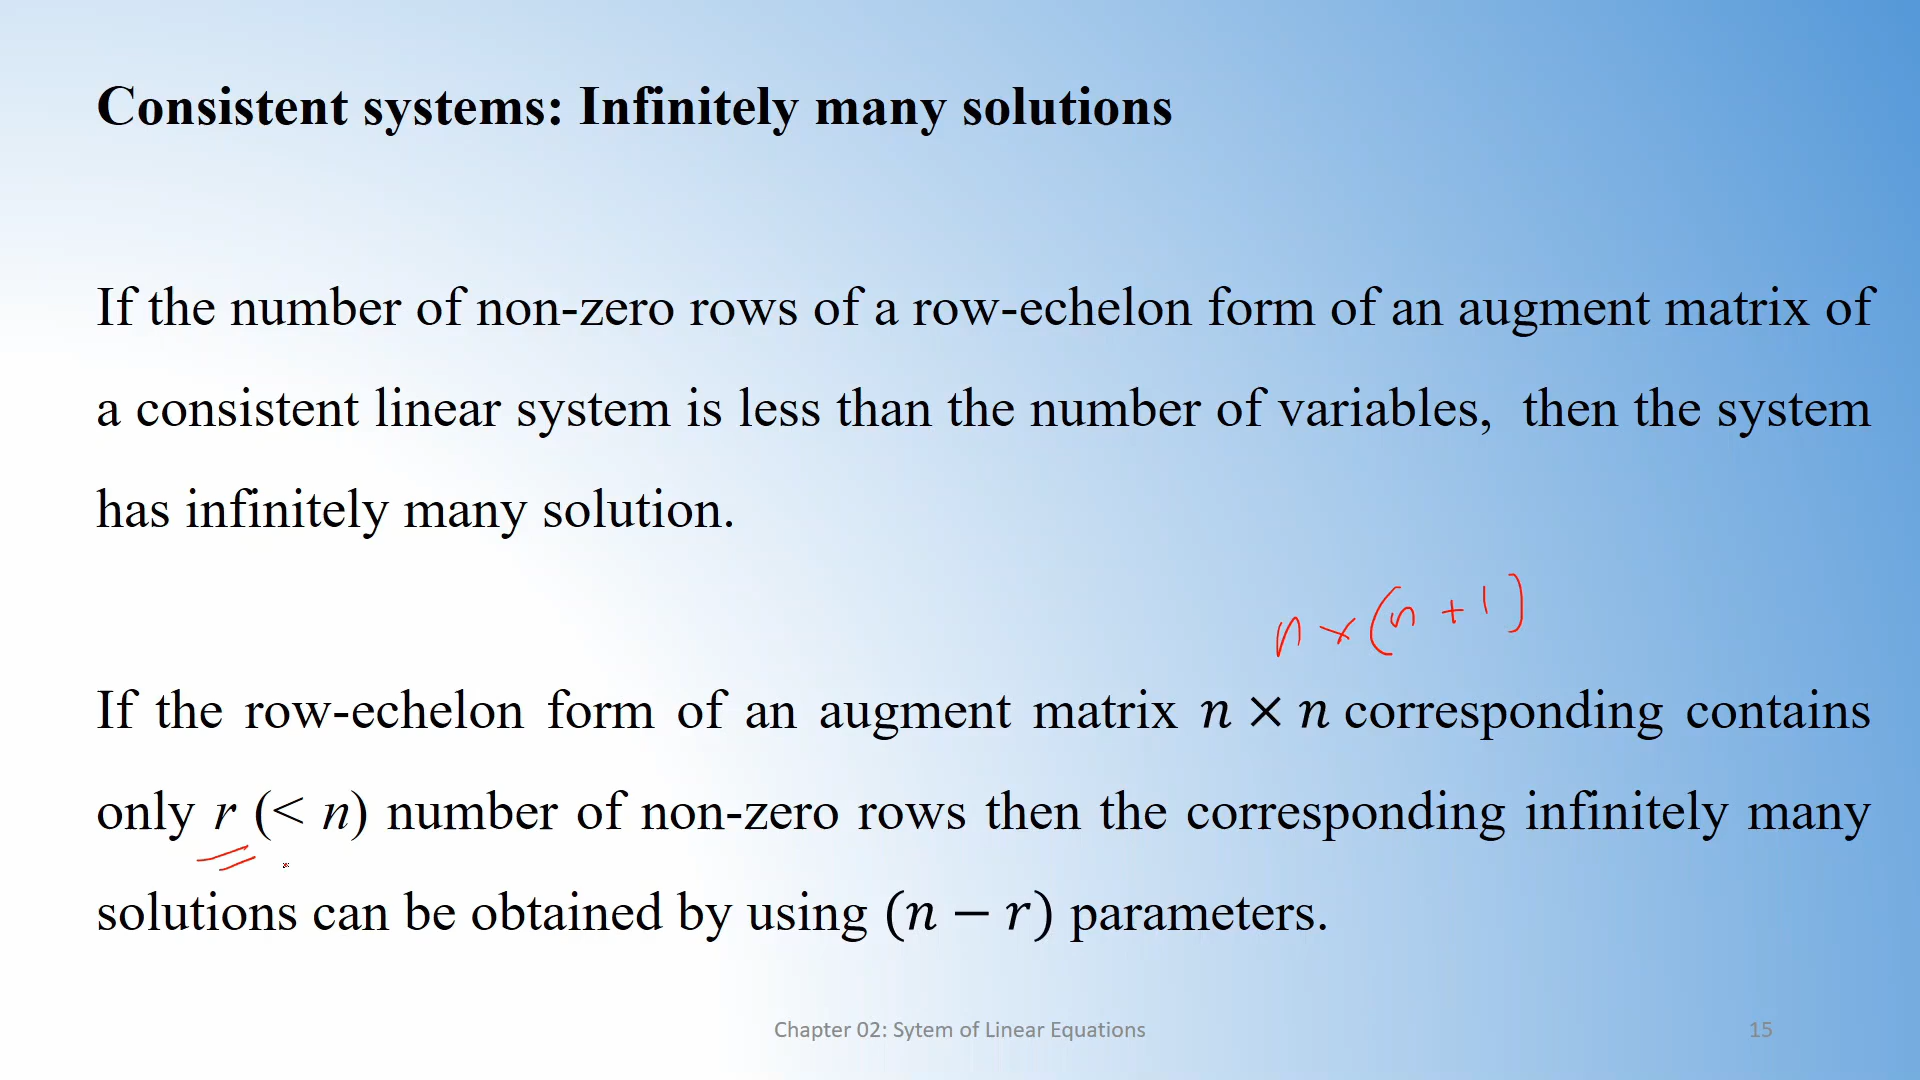 Consistent systems: Infinitely many solutions
If the number of non-zero rows of a row-echelon form of an augment matrix of
a consistent linear system is less than the number of variables, then the system
has infinitely many solution.
n × (n + 1)
If the row-echelon form of an augment matrix n × n corresponding contains
only r (< n) number of non-zero rows then the corresponding infinitely many
solutions can be obtained by using (n − r) parameters.
Chapter 02: Sytem of Linear Equations
15